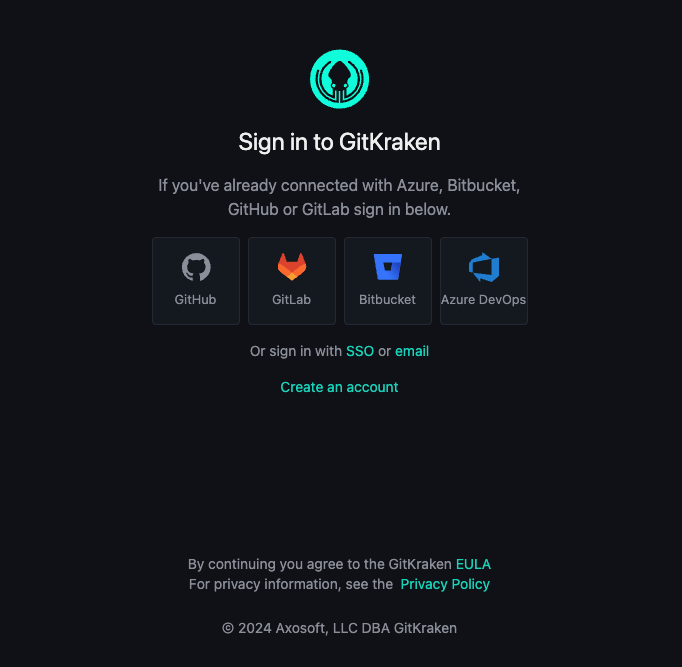 Sign in to GitKraken
If you've already connected with Azure, Bitbucket,
GitHub or GitLab sign in below.
GitHub
GitLab
Bitbucket
Azure DevOps
Or sign in with SSO or email
Create an account
By continuing you agree to the GitKraken EULA
For privacy information, see the Privacy Policy
© 2024 Axosoft, LLC DBA GitKraken